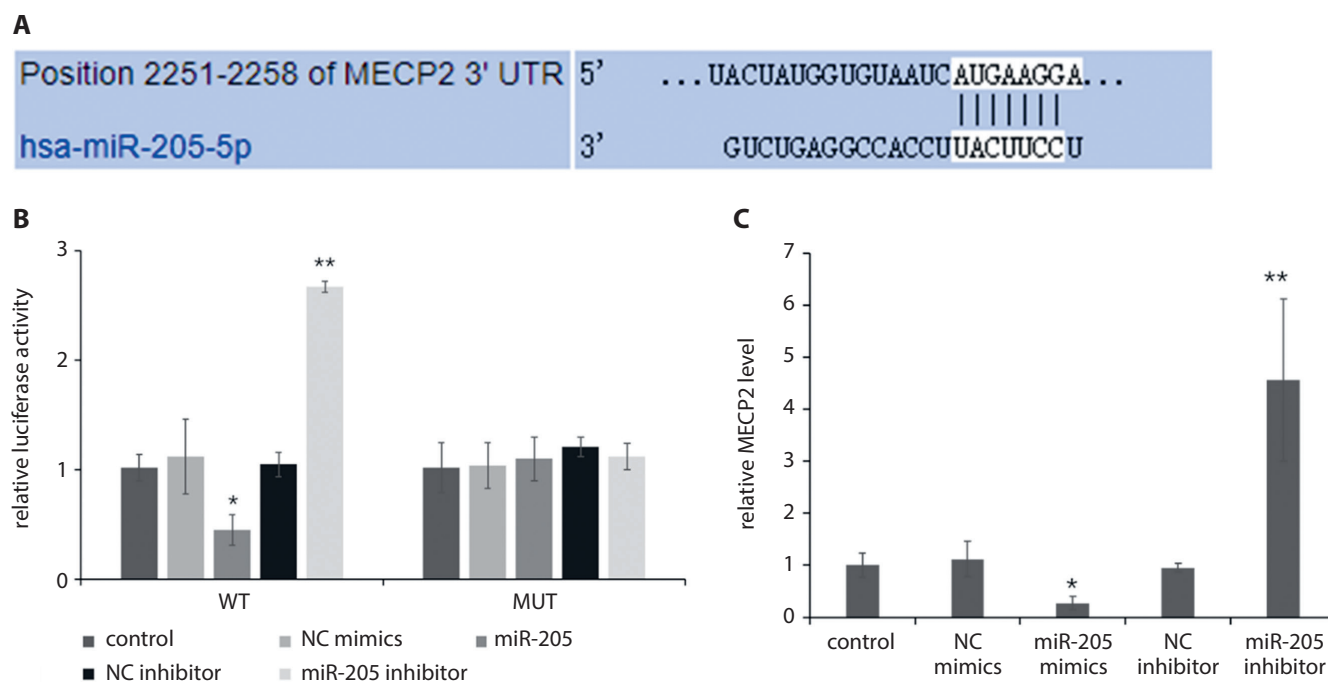 A
Position 2251-2258 of MECP2 3' UTR 5' ...UACUAUGGUGUAAUCAUGAAGGA...
hsa-miR-205-5p 3' GUCUGAGGCCACCUUACUUCCU
B
relative luciferase activity
3
2
1
0
*
**
WT MUT
control NC mimics miR-205
NC inhibitor miR-205 inhibitor
C
relative MECP2 level
7
6
5
4
3
2
1
0
*
**
control NC mimics miR-205 mimics NC inhibitor miR-205 inhibitor